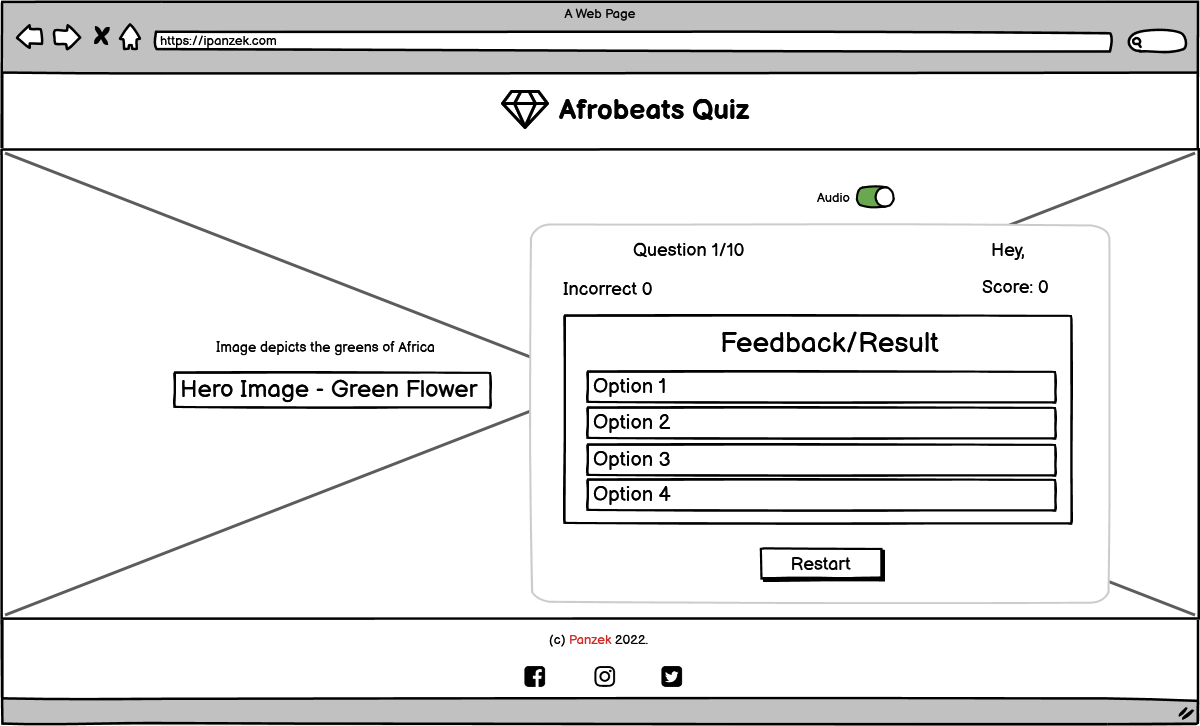 A Web Page
https://ipanzek.com
Afrobeats Quiz
Audio
Question 1/10
Hey,
Incorrect 0
Score: 0
Image depicts the greens of Africa
Hero Image - Green Flower
Feedback/Result
Option 1
Option 2
Option 3
Option 4
Restart
(c) Panzek 2022.